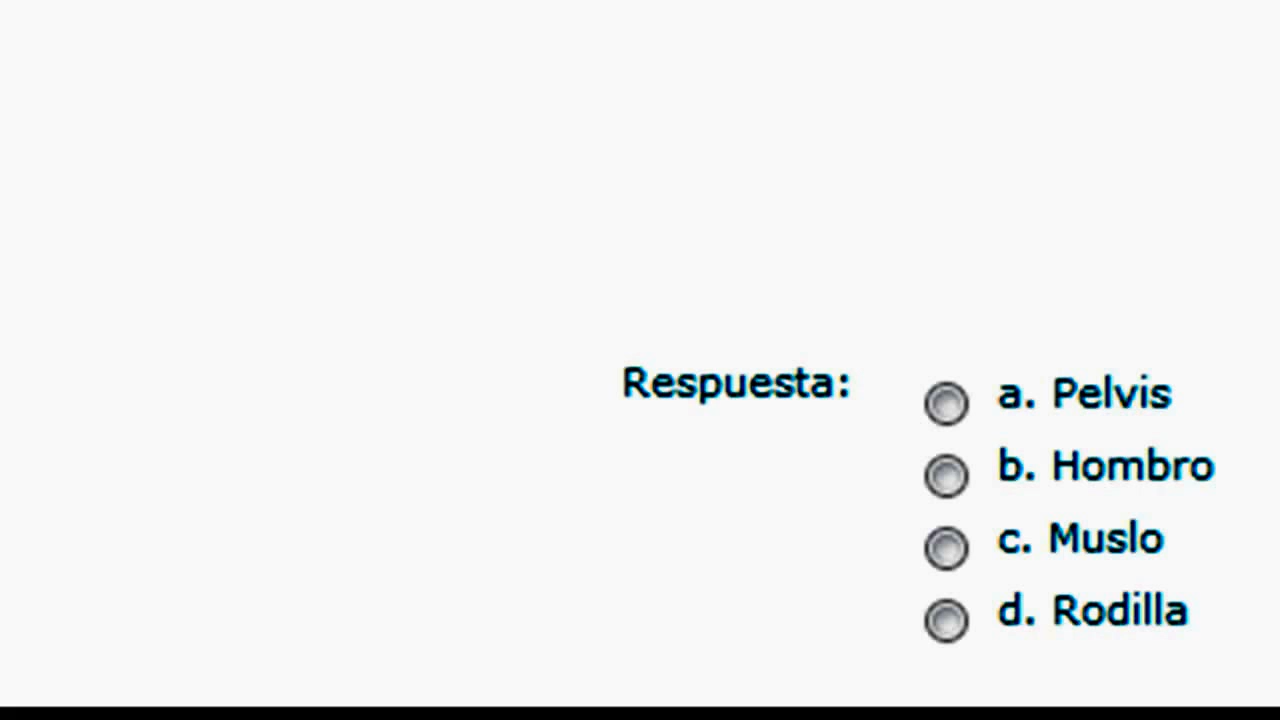 Respuesta:
a. Pelvis
b. Hombro
c. Muslo
d. Rodilla